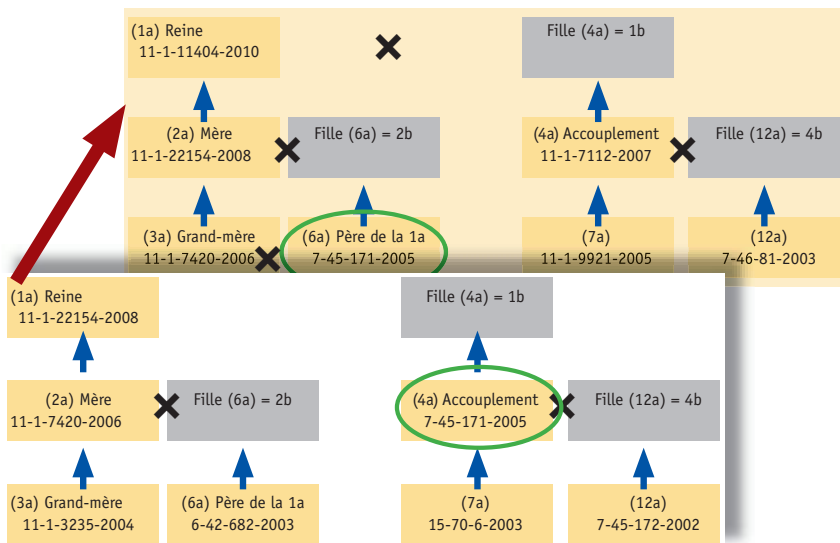 (1a) Reine
11-1-11404-2010
Fille (4a) = 1b
(2a) Mère
11-1-22154-2008
Fille (6a) = 2b
(4a) Accouplement
11-1-7112-2007
Fille (12a) = 4b
(3a) Grand-mère
11-1-7420-2006
(6a) Père de la 1a
7-45-171-2005
(7a)
11-1-9921-2005
(12a)
7-46-81-2003
(1a) Reine
11-1-22154-2008
Fille (4a) = 1b
(2a) Mère
11-1-7420-2006
Fille (6a) = 2b
(4a) Accouplement
7-45-171-2005
Fille (12a) = 4b
(3a) Grand-mère
11-1-3235-2004
(6a) Père de la 1a
6-42-682-2003
(7a)
15-70-6-2003
(12a)
7-45-172-2002